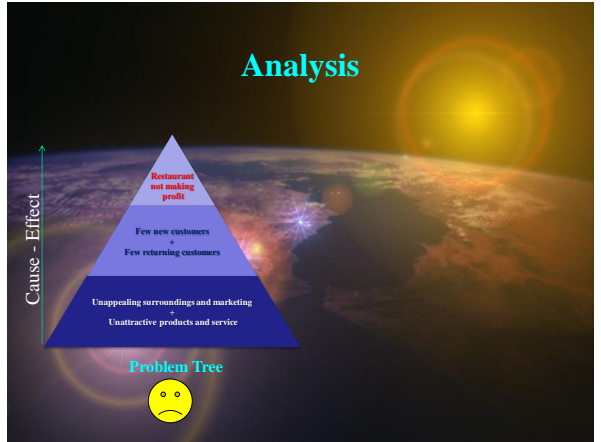 Analysis
Cause - Effect
Restaurant
not making
profit
Few new customers
+
Few returning customers
Unappealing surroundings and marketing
+
Unattractive products and service
Problem Tree